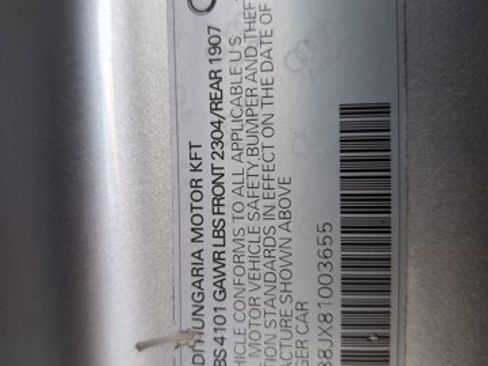 DI HUNGARIA MOTOR KFT
BS 4101 GAWR LBS FRONT 2304/REAR 1907
HICLE CONFORMS TO ALL APPLICABLE U.S.
MOTOR VEHICLE SAFETY, BUMPER AND THEFT
TION STANDARDS IN EFFECT ON THE DATE OF
ACTURE SHOWN ABOVE
GER CAR
38JX81003655